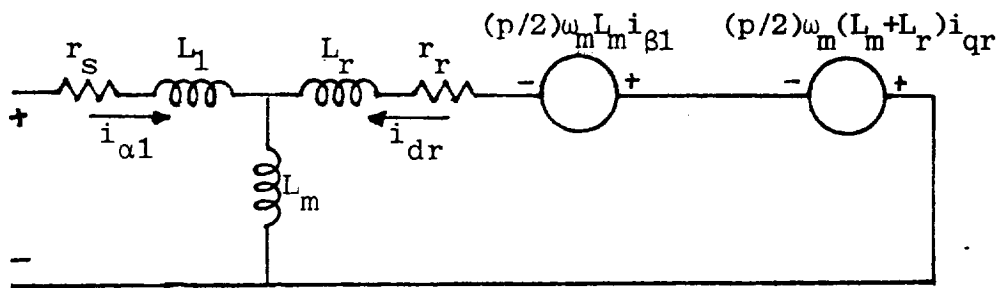 (p/2)ω_m L_m i_β1
(p/2)ω_m(L_m+L_r)i_qr
r_s
L_1
L_r
r_r
-
+
-
+
+
i_α1
i_dr
L_m
-